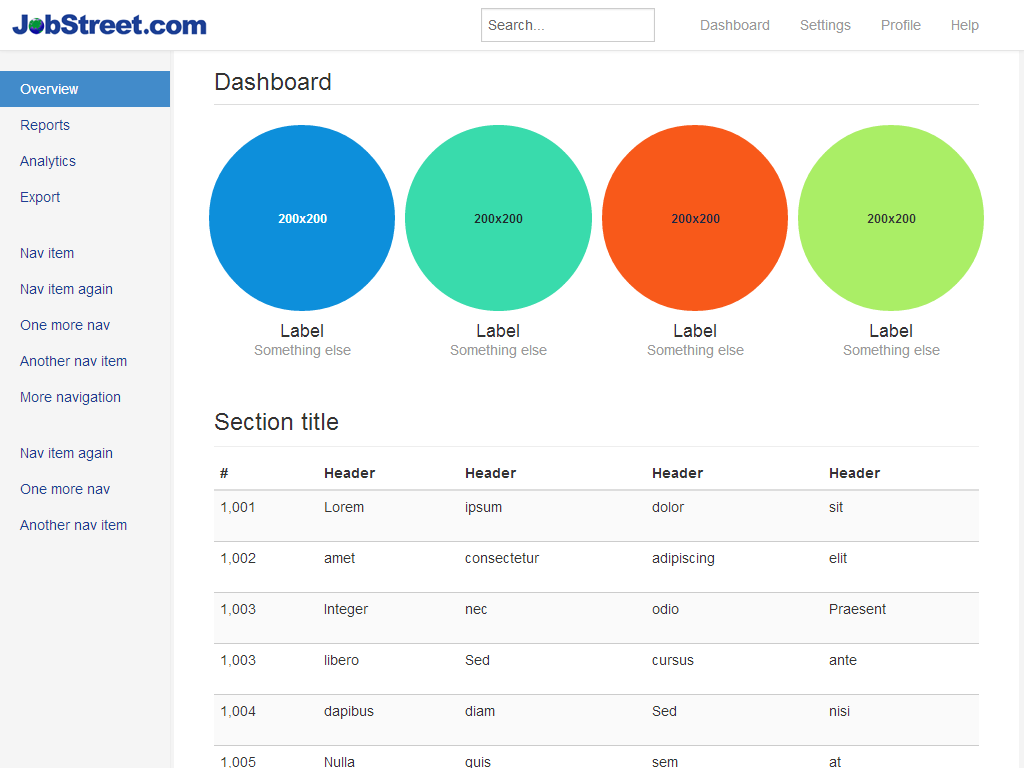 JobStreet.com
Search...
Dashboard Settings Profile Help
Overview
Reports
Analytics
Export
Nav item
Nav item again
One more nav
Another nav item
More navigation
Nav item again
One more nav
Another nav item
Dashboard
200x200 200x200 200x200 200x200
Label Label Label Label
Something else Something else Something else Something else
Section title
# Header Header Header Header
1,001 Lorem ipsum dolor sit
1,002 amet consectetur adipiscing elit
1,003 Integer nec odio Praesent
1,003 libero Sed cursus ante
1,004 dapibus diam Sed nisi
1,005 Nulla quis sem at